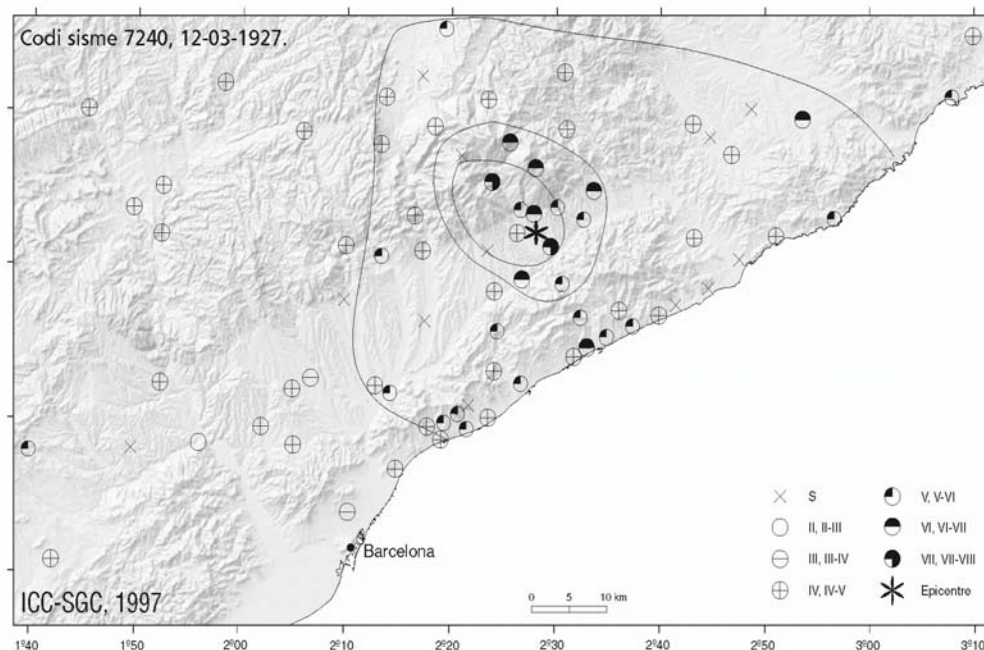 Codi sisme 7240, 12-03-1927.
S
V, V-VI
II, II-III
VI, VI-VII
III, III-IV
VII, VII-VIII
IV, IV-V
Epicentre
Barcelona
0 5 10 km
ICC-SGC, 1997
1º40 1º50 2º00 2º10 2º20 2º30 2º40 2º50 3º00 3º10